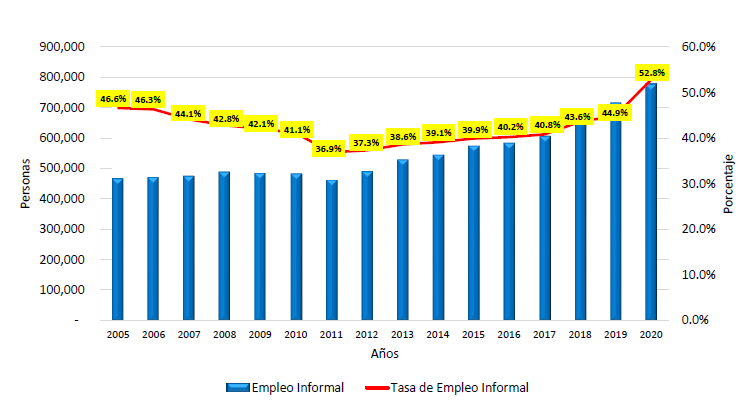 900,000
800,000
700,000
600,000
500,000
400,000
300,000
200,000
100,000
-
Personas
60.0%
50.0%
40.0%
30.0%
20.0%
10.0%
0.0%
Porcentaje
46.6% 46.3% 44.1% 42.8% 42.1% 41.1% 36.9% 37.3% 38.6% 39.1% 39.9% 40.2% 40.8% 43.6% 44.9% 52.8%
2005 2006 2007 2008 2009 2010 2011 2012 2013 2014 2015 2016 2017 2018 2019 2020
Años
Empleo Informal Tasa de Empleo Informal